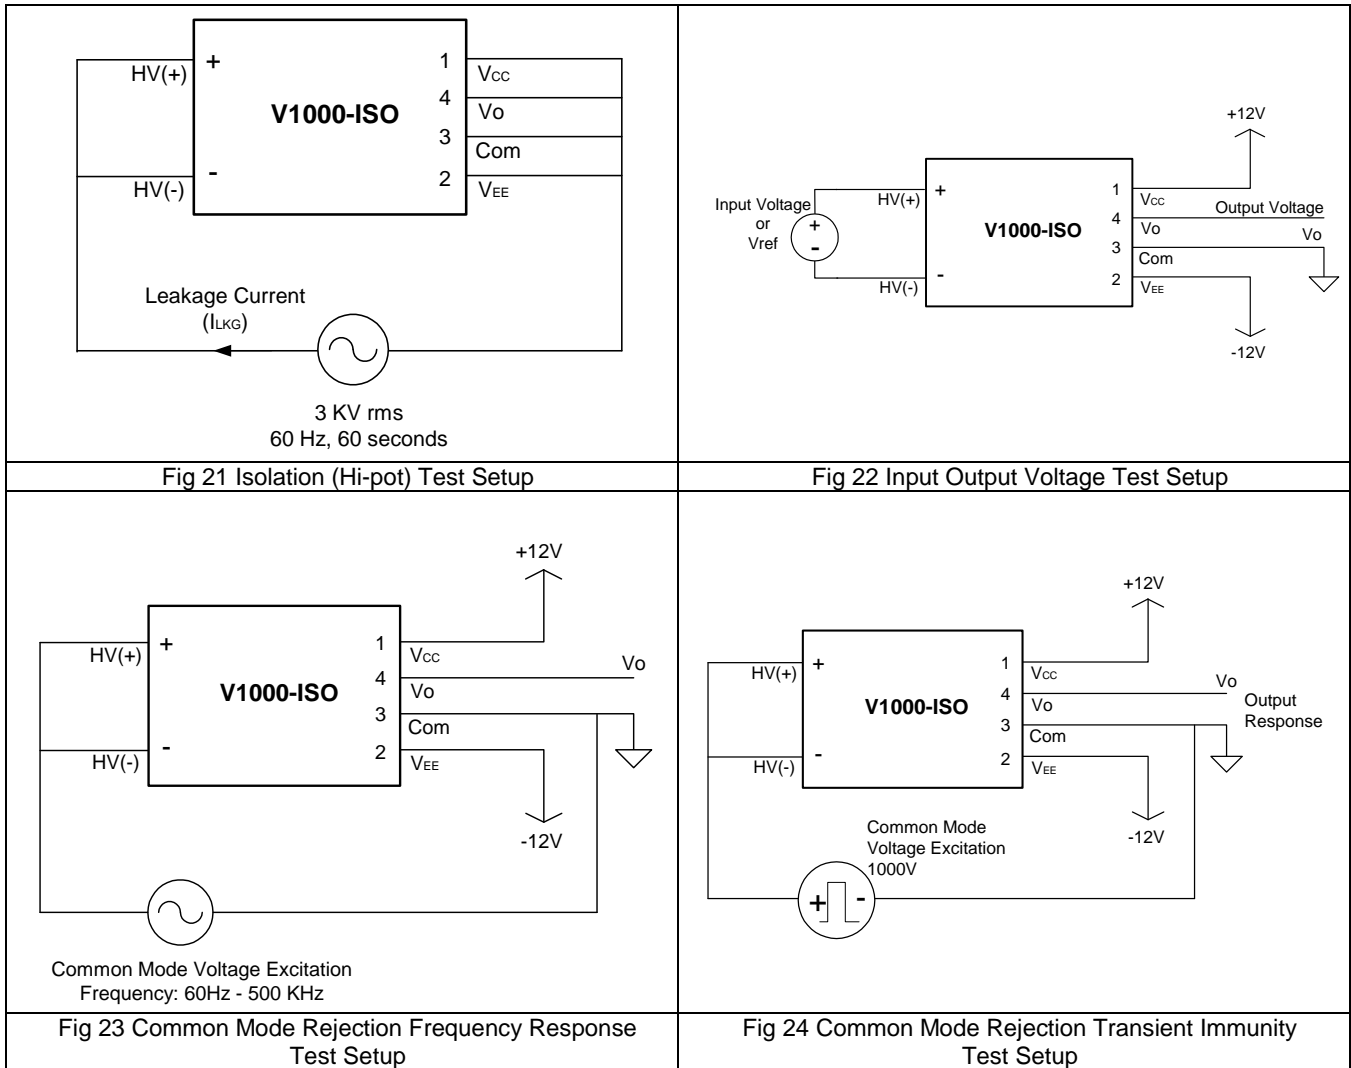 HV(+)
+
V1000-ISO
1
VCC
4
Vo
3
Com
2
VEE
-
HV(-)
Leakage Current
(ILKG)
3 KV rms
60 Hz, 60 seconds
Fig 21 Isolation (Hi-pot) Test Setup
+12V
Input Voltage
or
Vref
+
-
HV(+)
+
V1000-ISO
1
VCC
Output Voltage
4
Vo
Vo
3
Com
2
VEE
-
HV(-)
-12V
Fig 22 Input Output Voltage Test Setup
+12V
HV(+)
+
V1000-ISO
1
VCC
Vo
4
Vo
3
Com
2
VEE
-
HV(-)
-12V
Common Mode Voltage Excitation
Frequency: 60Hz - 500 KHz
Fig 23 Common Mode Rejection Frequency Response
Test Setup
+12V
HV(+)
+
V1000-ISO
1
VCC
Vo
4
Vo
Output
Response
3
Com
2
VEE
-
HV(-)
-12V
Common Mode
Voltage Excitation
1000V
+
-
Fig 24 Common Mode Rejection Transient Immunity
Test Setup